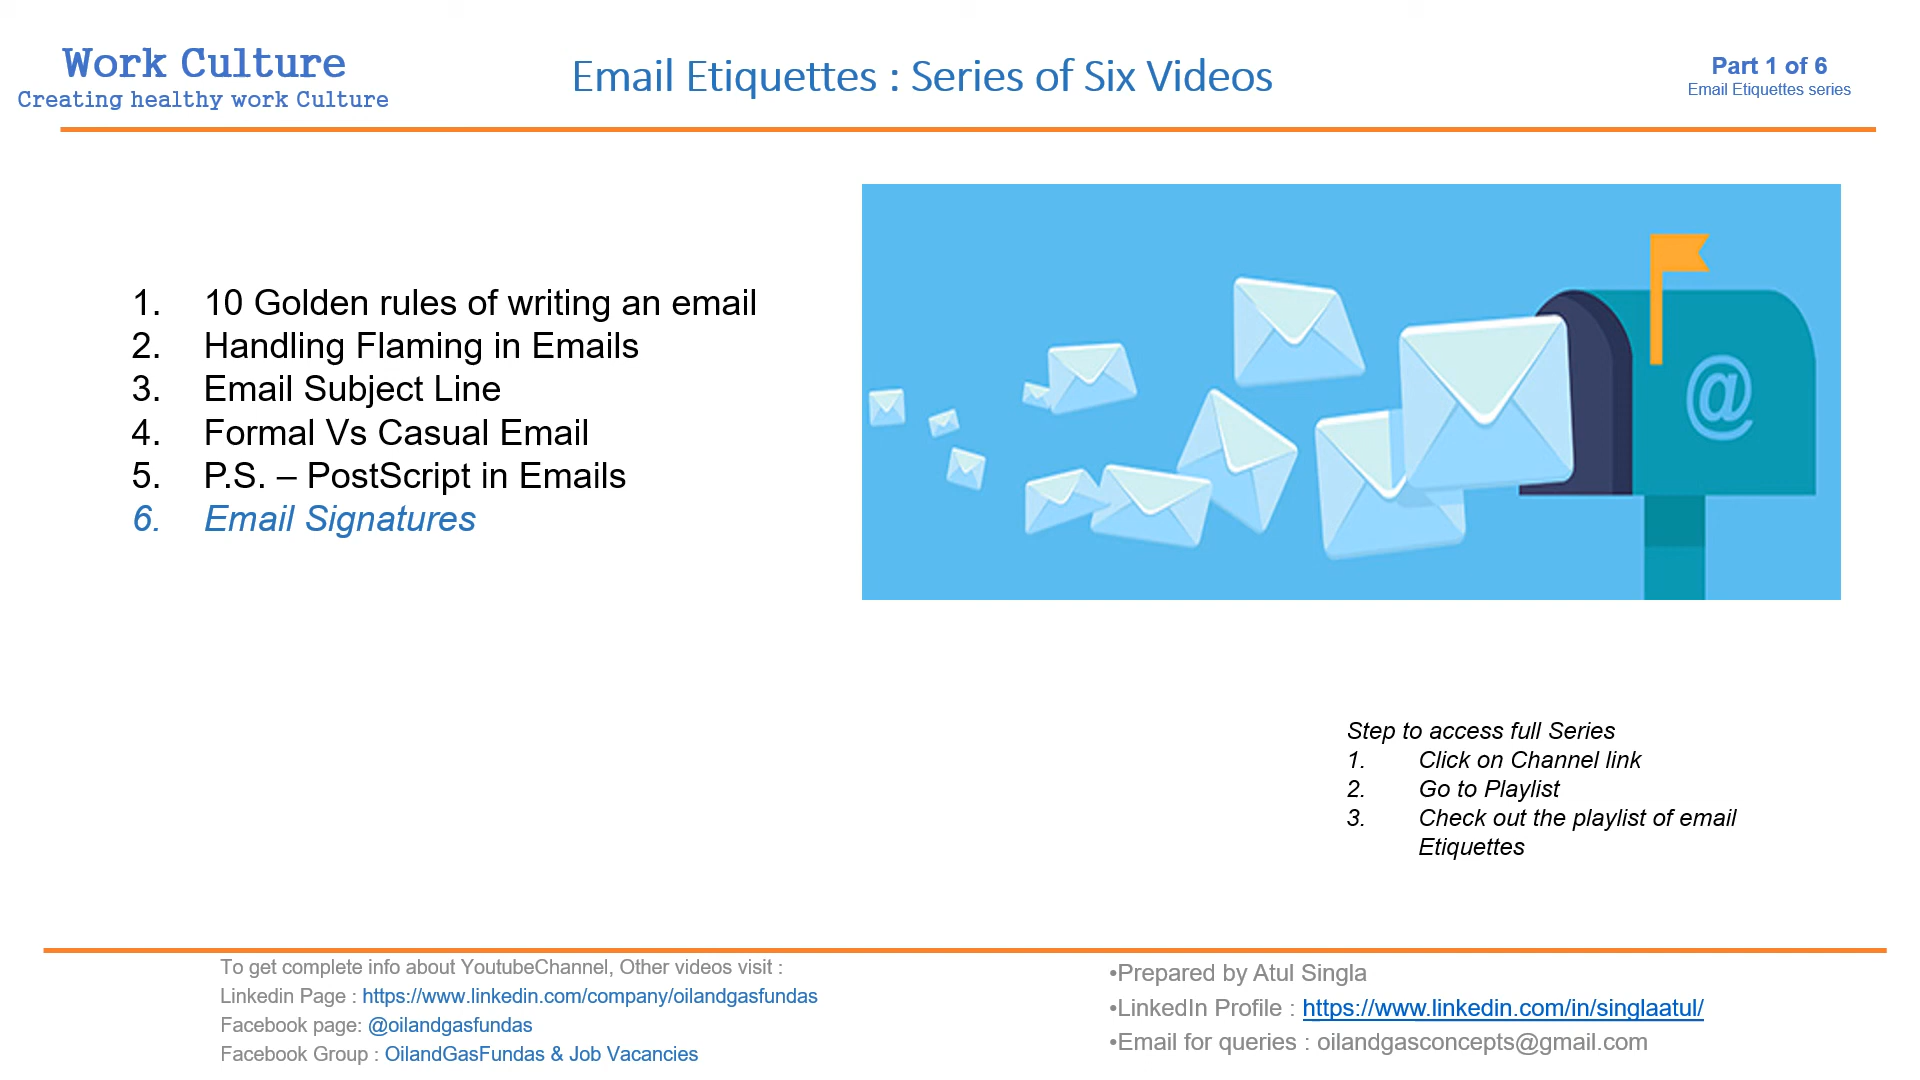 Work Culture
Creating healthy work Culture
Email Etiquettes : Series of Six Videos
Part 1 of 6
Email Etiquettes series
1. 10 Golden rules of writing an email
2. Handling Flaming in Emails
3. Email Subject Line
4. Formal Vs Casual Email
5. P.S. – PostScript in Emails
6. Email Signatures
@
Step to access full Series
1. Click on Channel link
2. Go to Playlist
3. Check out the playlist of email
Etiquettes
To get complete info about YoutubeChannel, Other videos visit :
Linkedin Page : https://www.linkedin.com/company/oilandgasfundas
Facebook page: @oilandgasfundas
Facebook Group : OilandGasFundas & Job Vacancies
•Prepared by Atul Singla
•LinkedIn Profile : https://www.linkedin.com/in/singlaatul/
•Email for queries : oilandgasconcepts@gmail.com